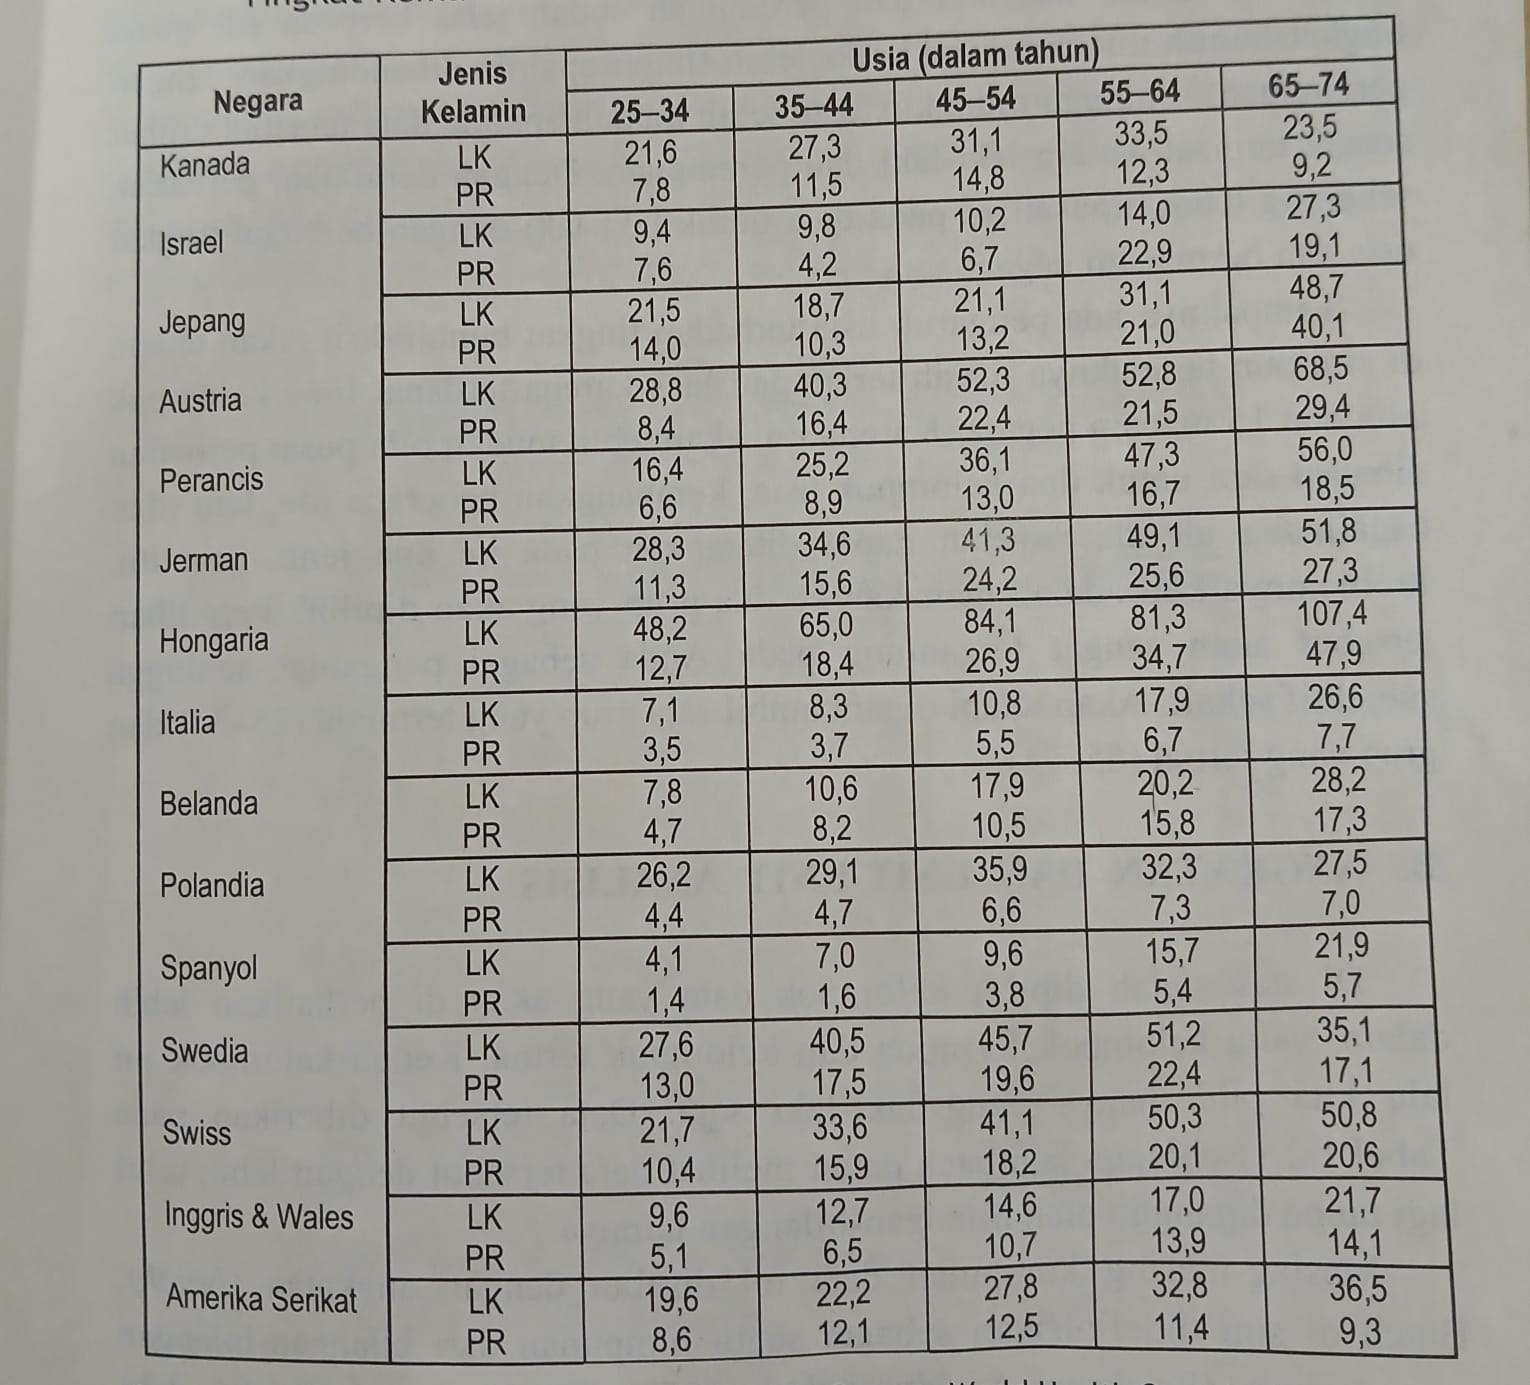 Negara Jenis Kelamin Usia (dalam tahun)
25–34 35–44 45–54 55–64 65–74
Kanada LK 21,6 27,3 31,1 33,5 23,5
PR 7,8 11,5 14,8 12,3 9,2
Israel LK 9,4 9,8 10,2 14,0 27,3
PR 7,6 4,2 6,7 22,9 19,1
Jepang LK 21,5 18,7 21,1 31,1 48,7
PR 14,0 10,3 13,2 21,0 40,1
Austria LK 28,8 40,3 52,3 52,8 68,5
PR 8,4 16,4 22,4 21,5 29,4
Perancis LK 16,4 25,2 36,1 47,3 56,0
PR 6,6 8,9 13,0 16,7 18,5
Jerman LK 28,3 34,6 41,3 49,1 51,8
PR 11,3 15,6 24,2 25,6 27,3
Hongaria LK 48,2 65,0 84,1 81,3 107,4
PR 12,7 18,4 26,9 34,7 47,9
Italia LK 7,1 8,3 10,8 17,9 26,6
PR 3,5 3,7 5,5 6,7 7,7
Belanda LK 7,8 10,6 17,9 20,2 28,2
PR 4,7 8,2 10,5 15,8 17,3
Polandia LK 26,2 29,1 35,9 32,3 27,5
PR 4,4 4,7 6,6 7,3 7,0
Spanyol LK 4,1 7,0 9,6 15,7 21,9
PR 1,4 1,6 3,8 5,4 5,7
Swedia LK 27,6 40,5 45,7 51,2 35,1
PR 13,0 17,5 19,6 22,4 17,1
Swiss LK 21,7 33,6 41,1 50,3 50,8
PR 10,4 15,9 18,2 20,1 20,6
Inggris & Wales LK 9,6 12,7 14,6 17,0 21,7
PR 5,1 6,5 10,7 13,9 14,1
Amerika Serikat LK 19,6 22,2 27,8 32,8 36,5
PR 8,6 12,1 12,5 11,4 9,3